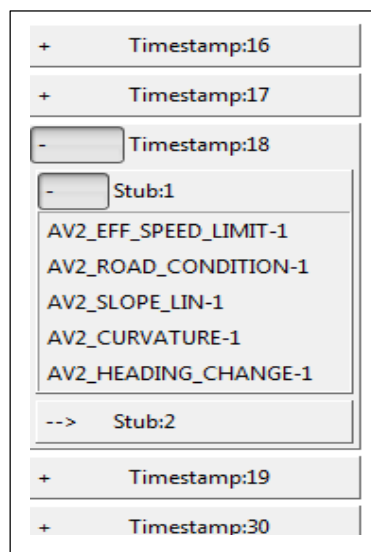 + Timestamp:16
+ Timestamp:17
- Timestamp:18
- Stub:1
AV2_EFF_SPEED_LIMIT-1
AV2_ROAD_CONDITION-1
AV2_SLOPE_LIN-1
AV2_CURVATURE-1
AV2_HEADING_CHANGE-1
--> Stub:2
+ Timestamp:19
+ Timestamp:30